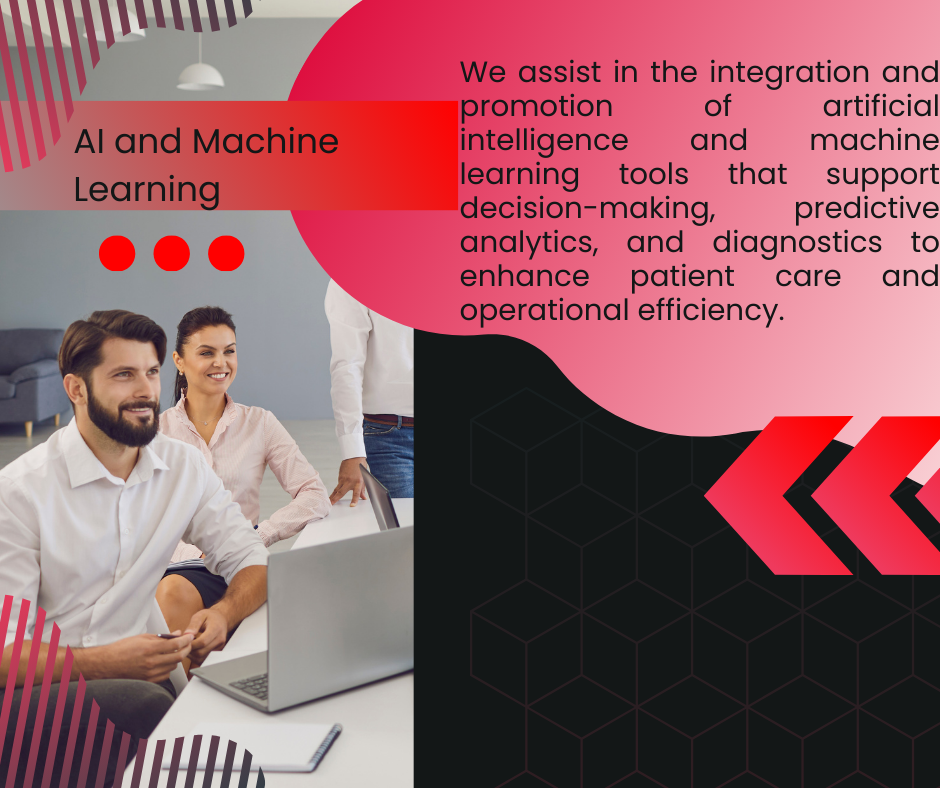 AI and Machine
Learning
We assist in the integration and
promotion of artificial
intelligence and machine
learning tools that support
decision-making, predictive
analytics, and diagnostics to
enhance patient care and
operational efficiency.